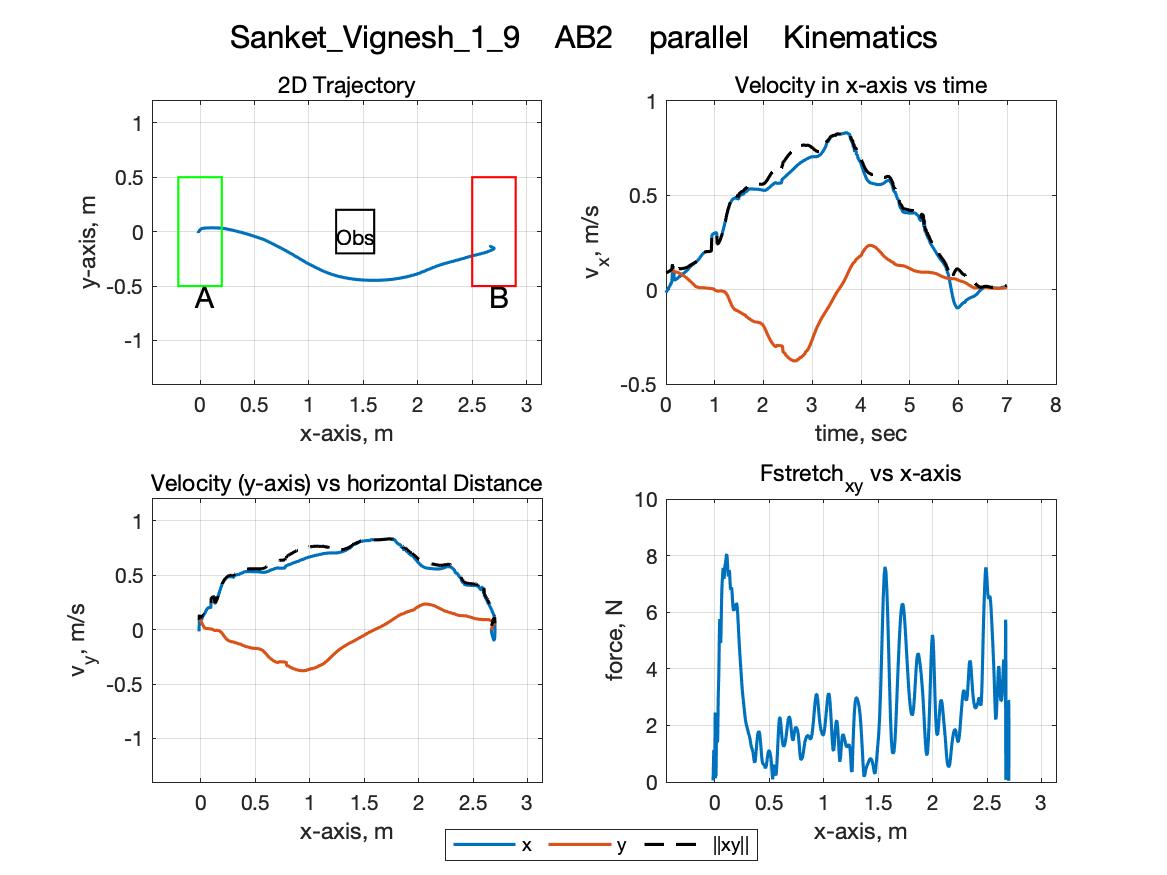 Sanket_Vignesh_1_9 AB2 parallel Kinematics
2D Trajectory
1
0.5
0
-0.5
-1
y-axis, m
Obs
A
B
0 0.5 1 1.5 2 2.5 3
x-axis, m
Velocity in x-axis vs time
1
0.5
0
-0.5
vx, m/s
0 1 2 3 4 5 6 7 8
time, sec
Velocity (y-axis) vs horizontal Distance
1
0.5
0
-0.5
-1
vy, m/s
0 0.5 1 1.5 2 2.5 3
x-axis, m
Fstretchxy vs x-axis
10
8
6
4
2
0
force, N
0 0.5 1 1.5 2 2.5 3
x-axis, m
x y ||xy||